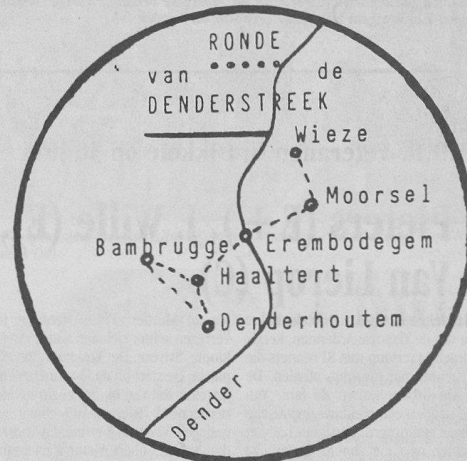 RONDE
van de
DENDERSTREEK
Wieze
Moorsel
Bambrugge Erembodegem
Haaltert
Denderhoutem
Dender